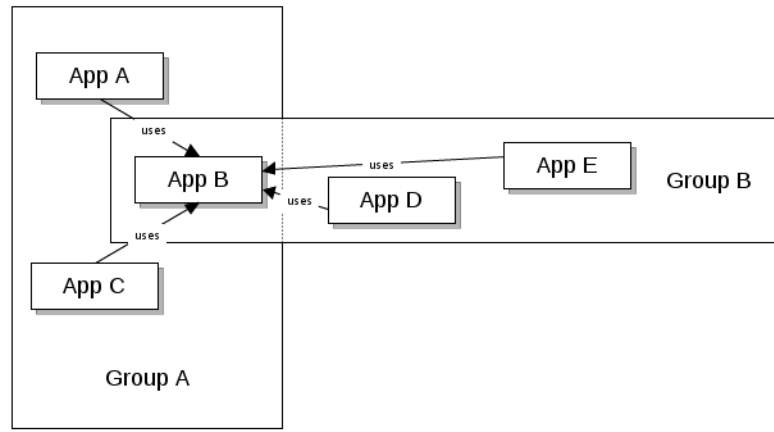 App A
uses
App B
uses
App E
Group B
uses
App D
uses
App C
Group A